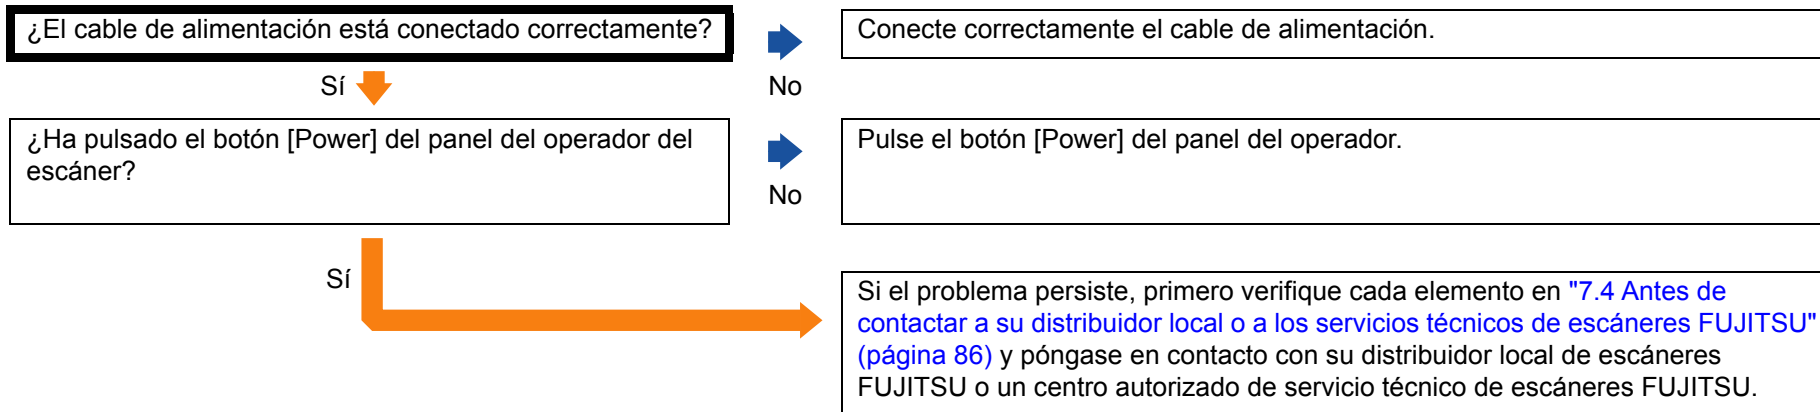 ¿El cable de alimentación está conectado correctamente?
Conecte correctamente el cable de alimentación.
Sí
No
¿Ha pulsado el botón [Power] del panel del operador del
escáner?
Pulse el botón [Power] del panel del operador.
No
Sí
Si el problema persiste, primero verifique cada elemento en "7.4 Antes de
contactar a su distribuidor local o a los servicios técnicos de escáneres FUJITSU"
(página 86) y póngase en contacto con su distribuidor local de escáneres
FUJITSU o un centro autorizado de servicio técnico de escáneres FUJITSU.